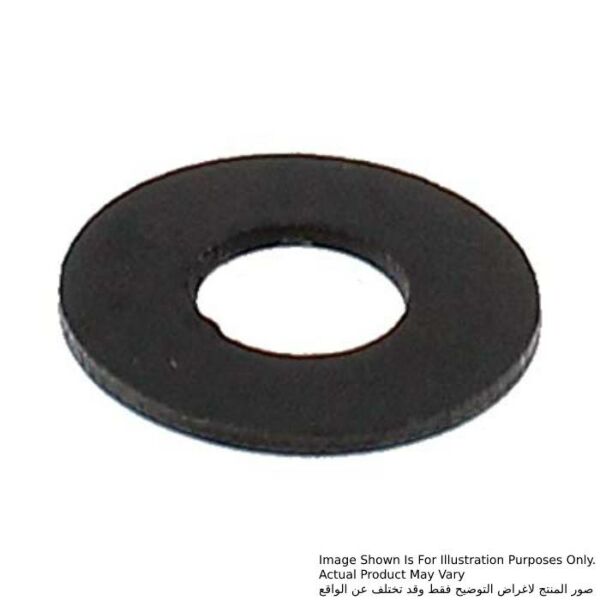 Image Shown Is For Illustration Purposes Only.
Actual Product May Vary
صور المنتج لاغراض التوضيح فقط وقد تختلف عن الواقع